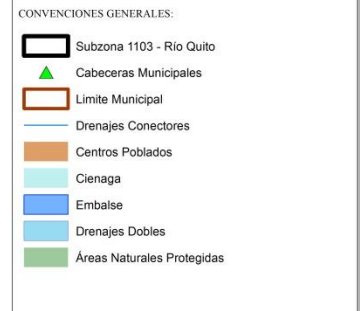 CONVENCIONES GENERALES:
Subzona 1103 - Río Quito
Cabeceras Municipales
Limite Municipal
Drenajes Conectores
Centros Poblados
Cienaga
Embalse
Drenajes Dobles
Áreas Naturales Protegidas